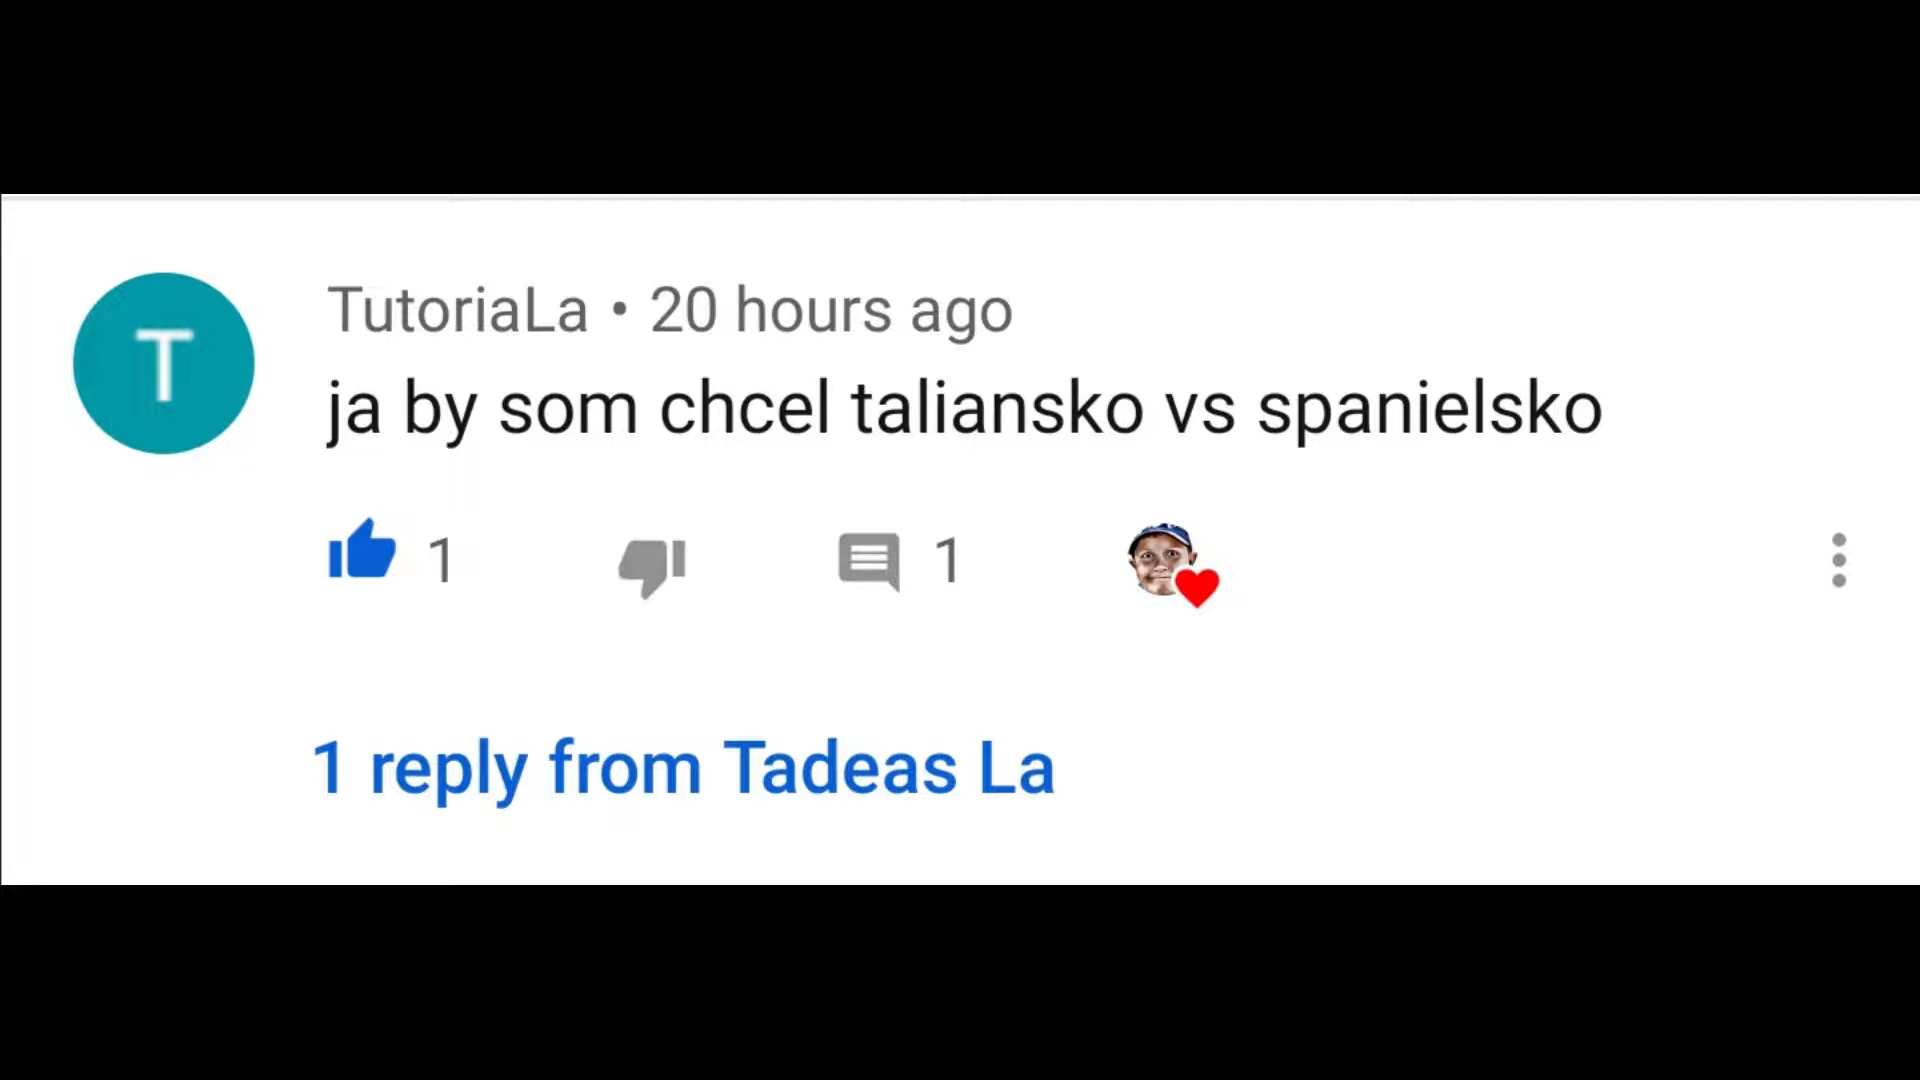 T
TutoriaLa • 20 hours ago
ja by som chcel taliansko vs spanielsko
1 1
1 reply from Tadeas La